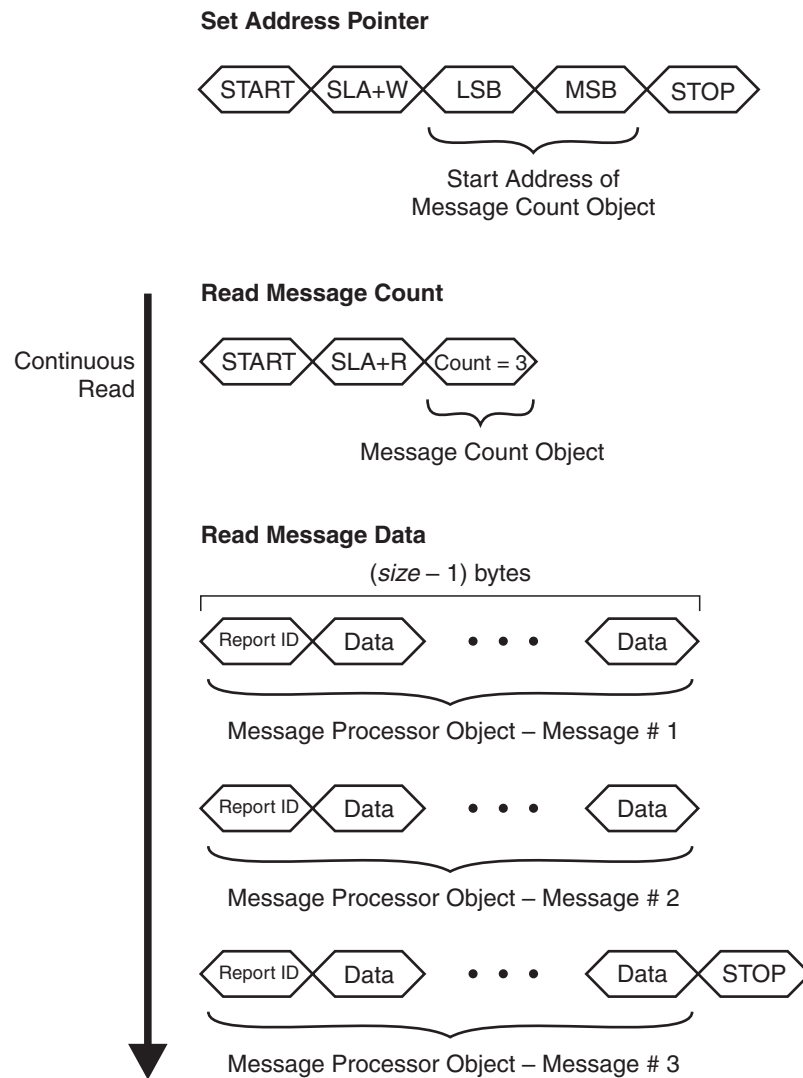 Set Address Pointer
START SLA+W LSB MSB STOP
Start Address of
Message Count Object
Read Message Count
Continuous
Read
START SLA+R Count = 3
Message Count Object
Read Message Data
(size – 1) bytes
Report ID Data • • • Data
Message Processor Object – Message # 1
Report ID Data • • • Data
Message Processor Object – Message # 2
Report ID Data • • • Data STOP
Message Processor Object – Message # 3